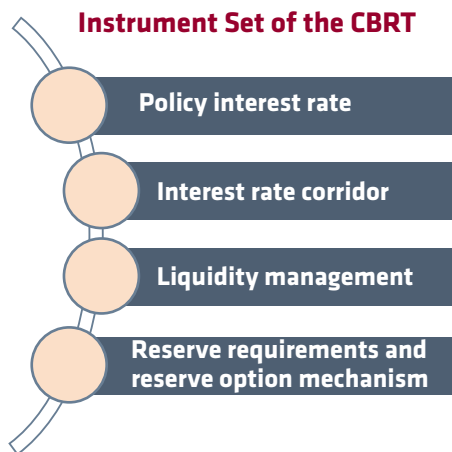 Instrument Set of the CBRT
Policy interest rate
Interest rate corridor
Liquidity management
Reserve requirements and
reserve option mechanism